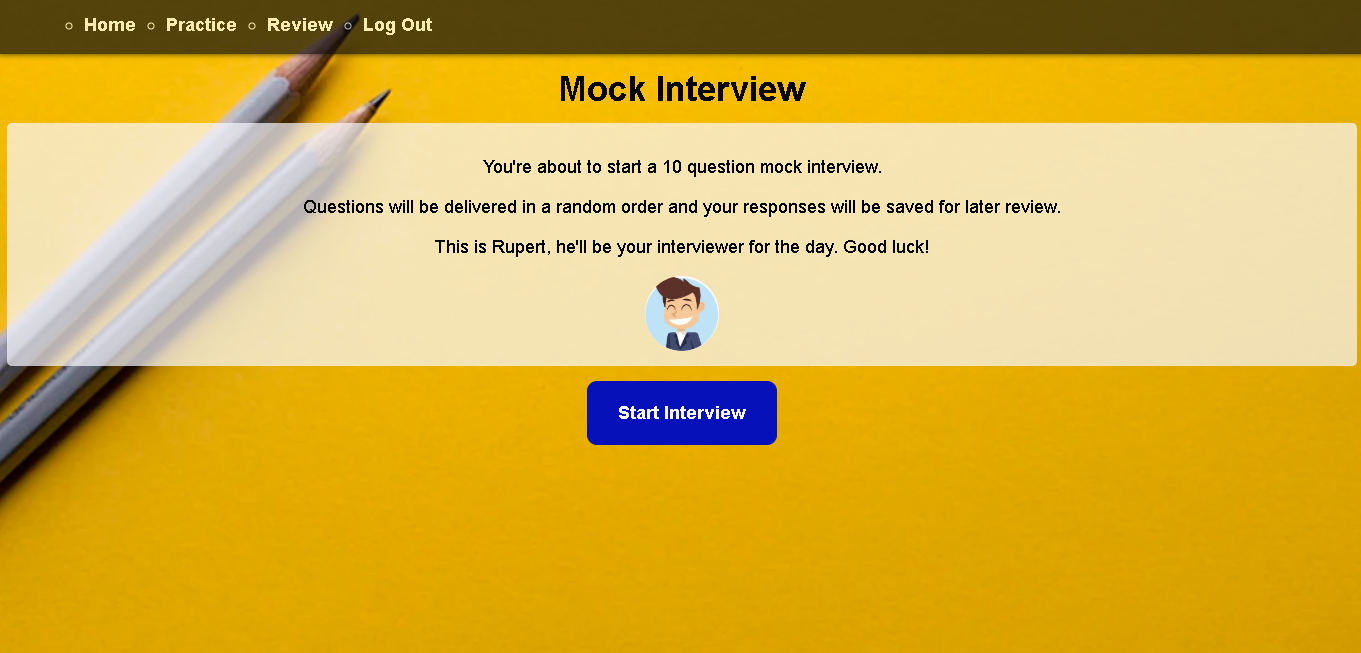 Home Practice Review Log Out
Mock Interview
You're about to start a 10 question mock interview.
Questions will be delivered in a random order and your responses will be saved for later review.
This is Rupert, he'll be your interviewer for the day. Good luck!
Start Interview